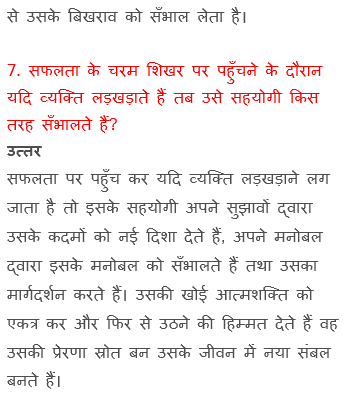 से उसके बिखराव को सँभाल लेता है।
7. सफलता के चरम शिखर पर पहुँचने के दौरान
यदि व्यक्ति लड़खड़ाते हैं तब उसे सहयोगी किस
तरह सँभालते हैं?
उत्तर
सफलता पर पहुँच कर यदि व्यक्ति लड़खड़ाने लग
जाता है तो इसके सहयोगी अपने सुझावों द्वारा
उसके कदमों को नई दिशा देते हैं, अपने मनोबल
द्वारा इसके मनोबल को सँभालते हैं तथा उसका
मार्गदर्शन करते हैं। उसकी खोई आत्मशक्ति को
एकत्र कर और फिर से उठने की हिम्मत देते हैं वह
उसकी प्रेरणा स्रोत बन उसके जीवन में नया संबल
बनते हैं।